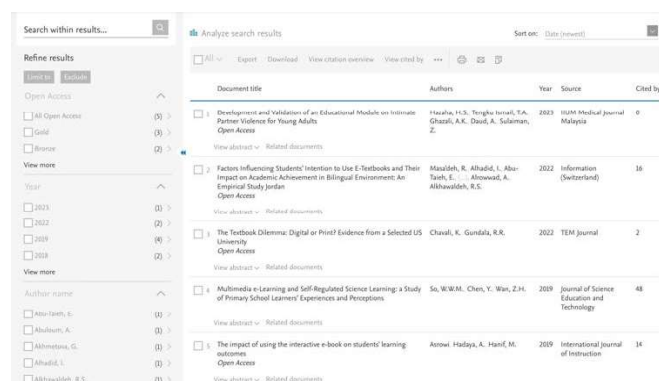 Search within results...
Refine results
Limit to Exclude
Open Access
All Open Access (5)
Gold (3)
Bronze (2)
View more
Year
2023 (1)
2022 (2)
2019 (4)
2018 (2)
View more
Author name
Abu-Taieh, E. (1)
Abuloum, A. (1)
Akhmetova, G. (1)
Alhadid, I. (1)
Alkhawaldeh, R.S. (1)
Analyze search results
Sort on: Date (newest)
All Export Download View citation overview View cited by
Document title Authors Year Source Cited by
1 Development and Validation of an Educational Module on Intimate Tengku Ismail, T.A. 2023 IIUM Medical Journal 0
Partner Violence for Young Adults Ghazali, A.K. Daud, A. Sulaiman, Malaysia
Open Access Z.
View abstract Related documents
2 Factors Influencing Students' Intention to Use E-Textbooks and Their Masaldeh, R. Alhadid, I. Abu- 2022 Information 16
Impact on Academic Achievement in Bilingual Environment: An Taieh, E. Alrowwad, A. (Switzerland)
Empirical Study Jordan Alkhawaldeh, R.S.
Open Access
View abstract Related documents
3 The Textbook Dilemma: Digital or Print? Evidence from a Selected US Chavali, K. Gundala, R.R. 2022 TEM Journal 2
University
Open Access
View abstract Related documents
4 Multimedia e-Learning and Self-Regulated Science Learning: a Study So, W.W.M. Chen, Y. Wan, Z.H. 2019 Journal of Science 48
of Primary School Learners' Experiences and Perceptions Education and
Technology
View abstract Related documents
5 The impact of using the interactive e-book on students' learning Asrowi Hadaya, A. Hanif, M. 2019 International Journal 14
outcomes of Instruction
Open Access
View abstract Related documents